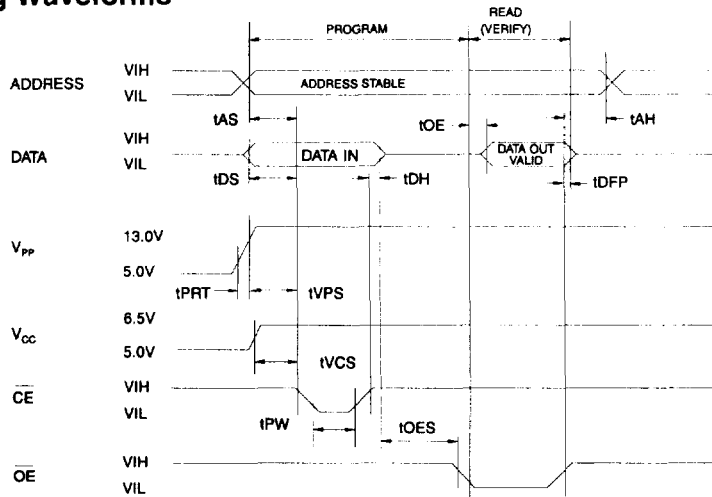 g Waveforms
READ
PROGRAM (VERIFY)
ADDRESS VIH
VIL ADDRESS STABLE
tAS tOE tAH
DATA VIH
VIL DATA IN DATA OUT
VALID
tDS tDH tDFP
VPP 13.0V
5.0V
tPRT tVPS
VCC 6.5V
5.0V
tVCS
CE VIH
VIL
tPW tOES
OE VIH
VIL